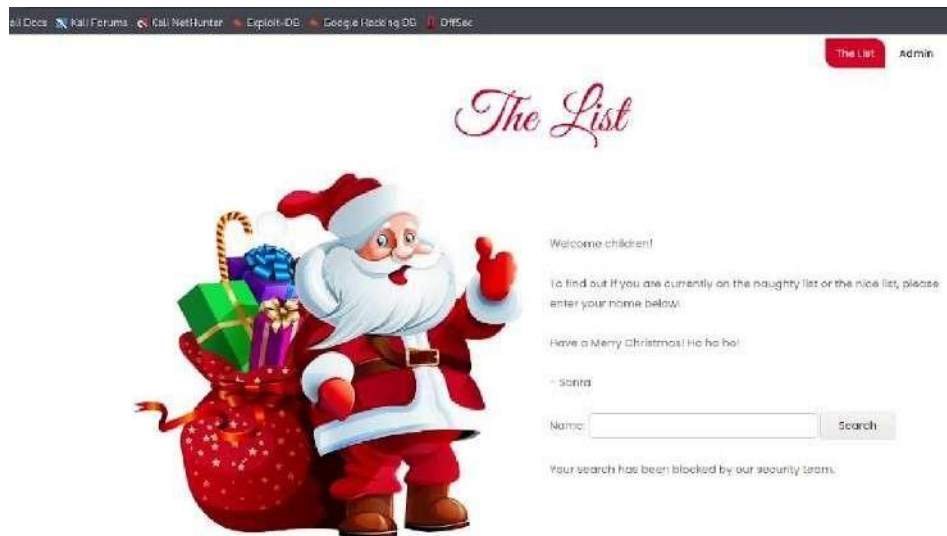 Kali Docs Kali Forums Kali NetHunter Exploit-DB Google Hacking DB OffSec
The List Admin
The List
Welcome children!
To find out if you are currently on the naughty list or the nice list, please
enter your name below!
Have a Merry Christmas! Ho ho ho!
- Santa
Name: Search
Your search has been blocked by our security team.